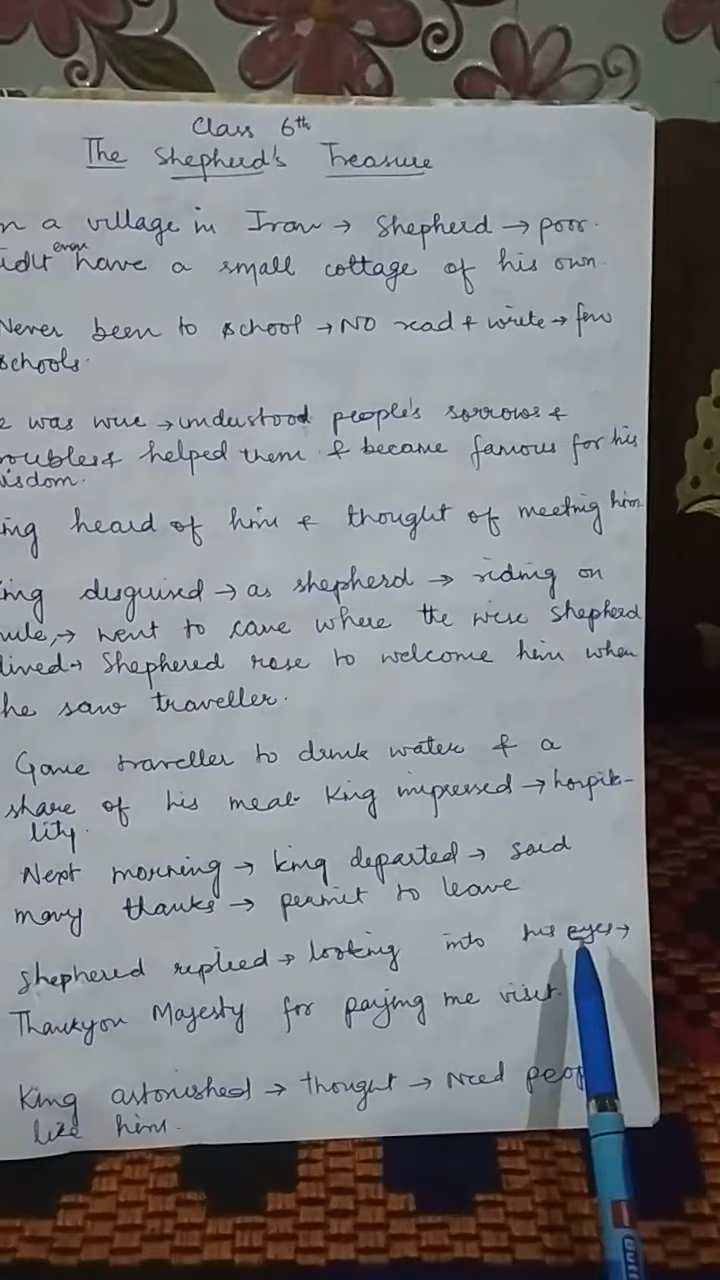 Class 6th
The Shepherd's Treasure
n a village in Iran → Shepherd → poor.
idn't even have a small cottage of his own.
Never been to school → NO read + write → few
schools.
e was wise → understood people's sorrows &
roubles & helped them & became famous for his
isdom.
ing heard of him & thought of meeting him
ing disguised → as shepherd → riding on
ule, → went to cave where the wise shepherd
lived → Shephered rose to welcome him when
he saw traveller.
Gave traveller to drink water & a
share of his meal. King impressed → hospita-
lity.
Next morning → king departed → said
many thanks → permit to leave
Shephered replied → looking into his eyes →
Thankyou Majesty for paying me visit.
King astonished → thought → Need peop
like him.